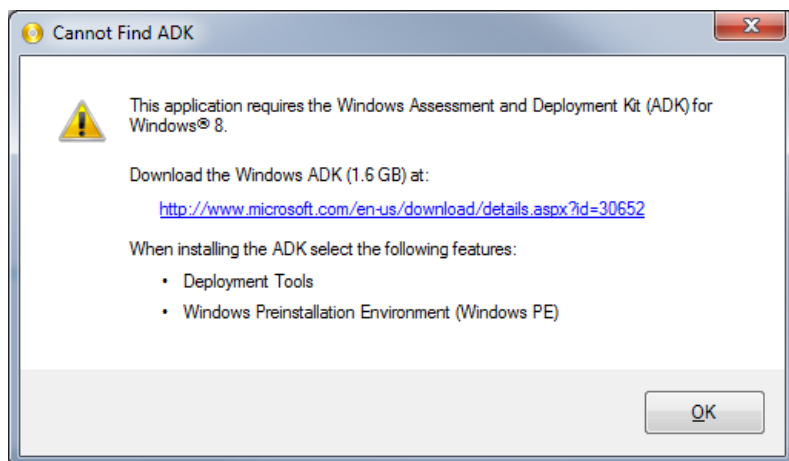 Cannot Find ADK
This application requires the Windows Assessment and Deployment Kit (ADK) for
Windows® 8.
Download the Windows ADK (1.6 GB) at:
http://www.microsoft.com/en-us/download/details.aspx?id=30652
When installing the ADK select the following features:
• Deployment Tools
• Windows Preinstallation Environment (Windows PE)
OK